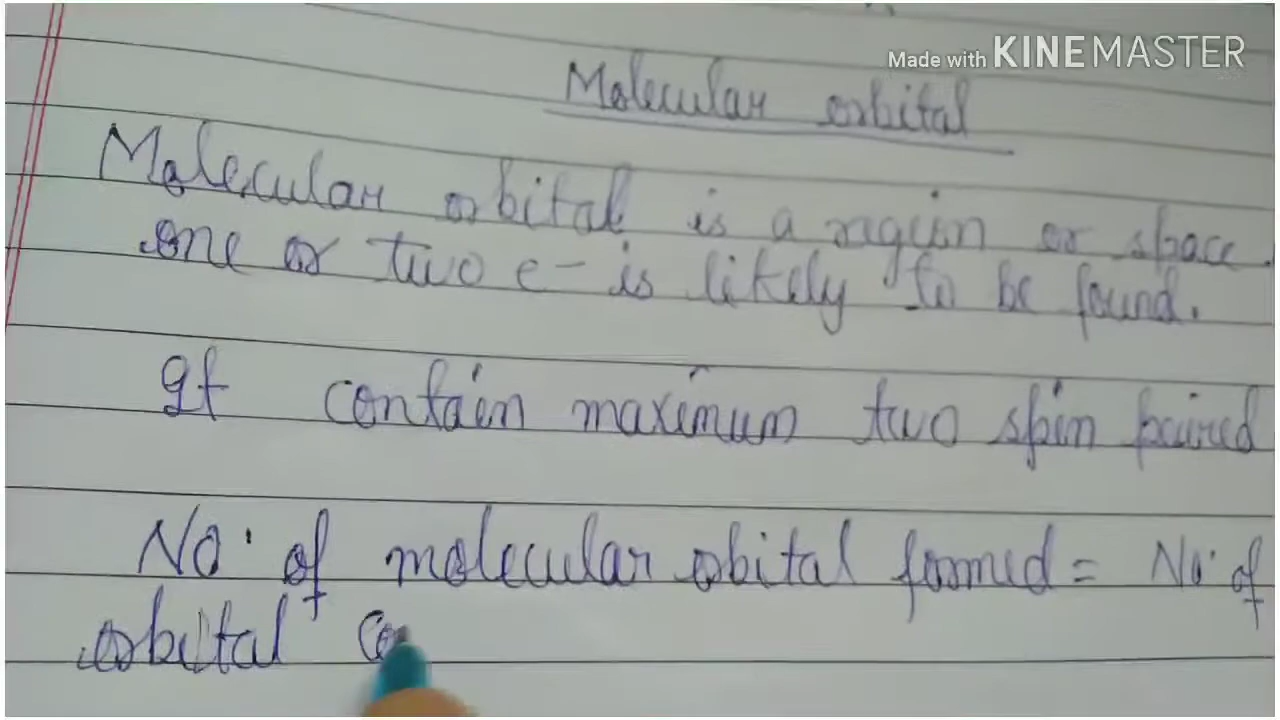 Made with KINEMASTER
Molecular orbital
Molecular orbital is a region or space
one or two e- is likely to be found.
It contain maximum two spin paired
No. of molecular orbital formed = No. of
orbital